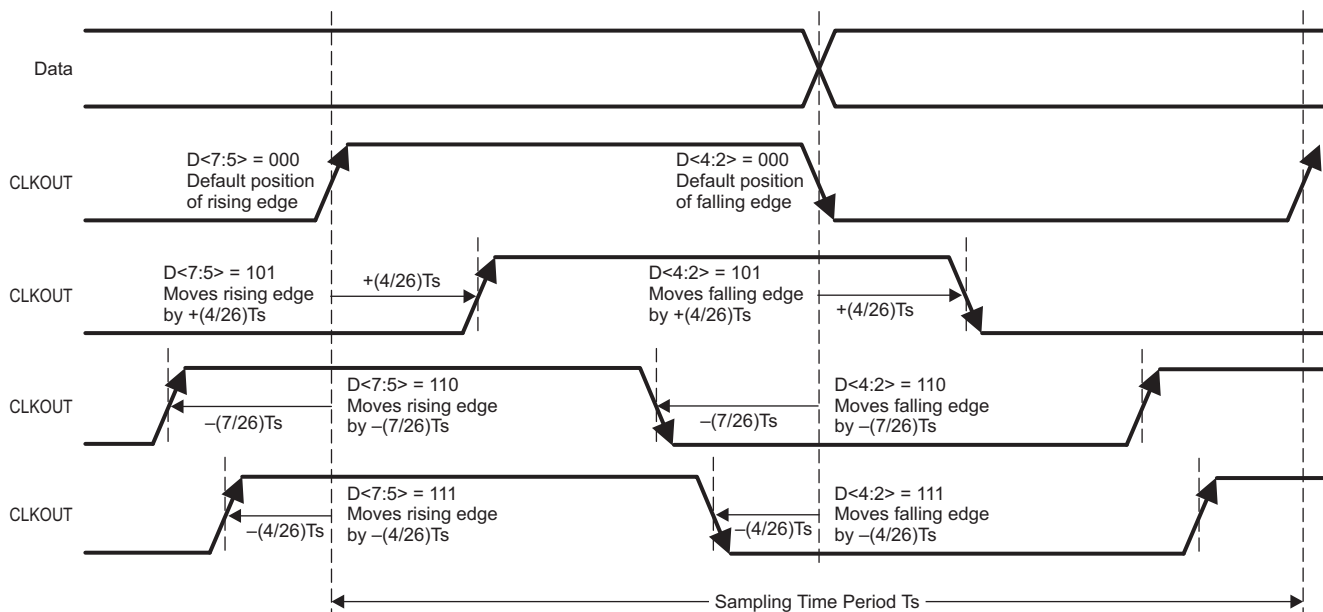 Data
CLKOUT
D<7:5> = 000
Default position
of rising edge
D<4:2> = 000
Default position
of falling edge
CLKOUT
D<7:5> = 101
Moves rising edge
by +(4/26)Ts
+(4/26)Ts
D<4:2> = 101
Moves falling edge
by +(4/26)Ts
+(4/26)Ts
CLKOUT
–(7/26)Ts
D<7:5> = 110
Moves rising edge
by –(7/26)Ts
–(7/26)Ts
D<4:2> = 110
Moves falling edge
by –(7/26)Ts
CLKOUT
–(4/26)Ts
D<7:5> = 111
Moves rising edge
by –(4/26)Ts
–(4/26)Ts
D<4:2> = 111
Moves falling edge
by –(4/26)Ts
Sampling Time Period Ts